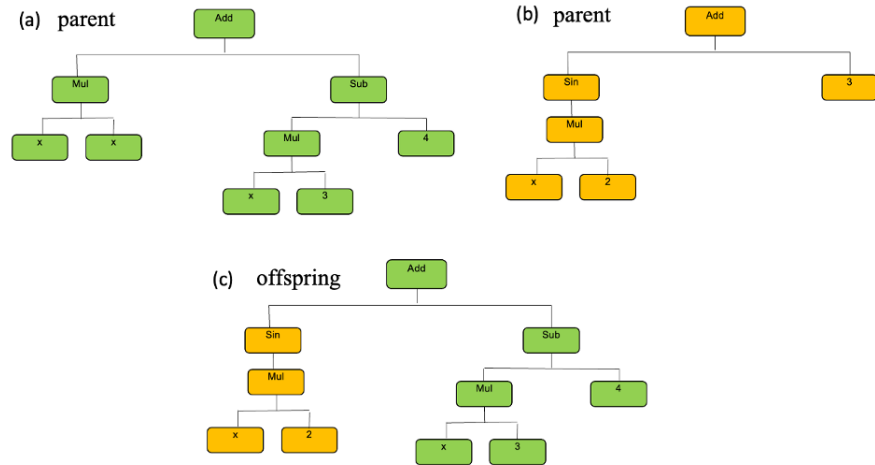 (a) parent
Add
Mul
Sub
x
x
Mul
4
x
3
(b) parent
Add
Sin
3
Mul
x
2
(c) offspring
Add
Sin
Sub
Mul
Mul
4
x
2
x
3